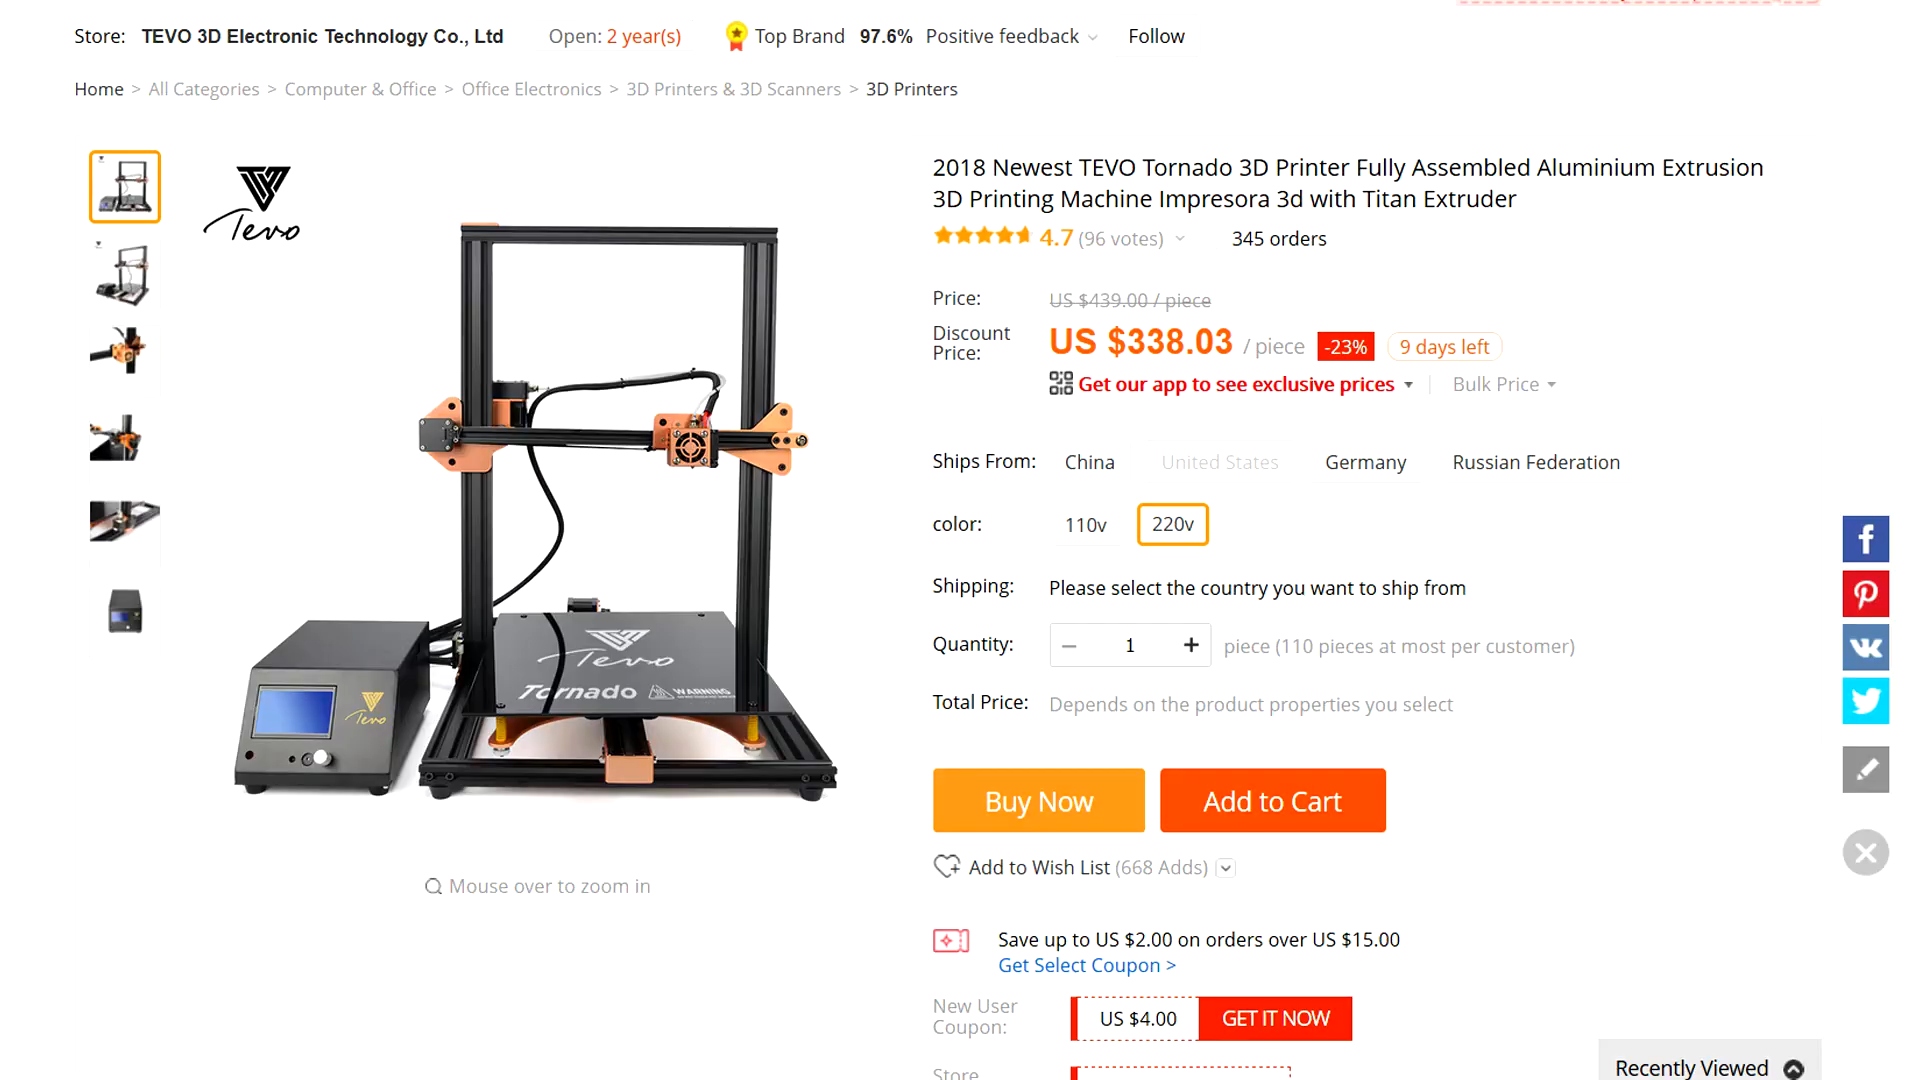 Store: TEVO 3D Electronic Technology Co., Ltd Open: 2 year(s) Top Brand 97.6% Positive feedback Follow
Home > All Categories > Computer & Office > Office Electronics > 3D Printers & 3D Scanners > 3D Printers
Tevo
2018 Newest TEVO Tornado 3D Printer Fully Assembled Aluminium Extrusion
3D Printing Machine Impresora 3d with Titan Extruder
4.7 (96 votes) 345 orders
Price: US $439.00 / piece
Discount
Price: US $338.03 / piece -23% 9 days left
Get our app to see exclusive prices Bulk Price
Ships From: China United States Germany Russian Federation
color: 110v 220v
Shipping: Please select the country you want to ship from
Quantity: – 1 + piece (110 pieces at most per customer)
Total Price: Depends on the product properties you select
Tevo
Tornado WARNING
Tevo
Buy Now Add to Cart
Add to Wish List (668 Adds)
Mouse over to zoom in
Save up to US $2.00 on orders over US $15.00
Get Select Coupon >
New User
Coupon: US $4.00 GET IT NOW
Recently Viewed
Store